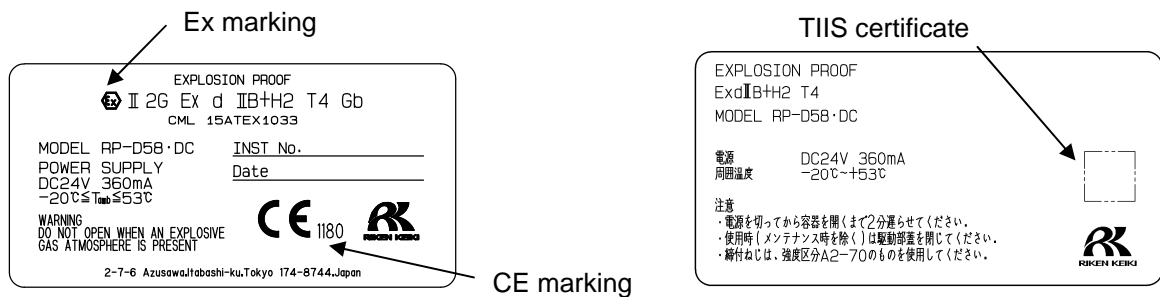 Ex marking
EXPLOSION PROOF
Ex II 2G Ex d IIB+H2 T4 Gb
CML 15ATEX1033
MODEL RP-D58·DC
INST No.
POWER SUPPLY
Date
DC24V 360mA
-20℃≦Tamb≦53℃
WARNING
DO NOT OPEN WHEN AN EXPLOSIVE
GAS ATMOSPHERE IS PRESENT
CE 1180
RIKEN KEIKI
2-7-6 Azusawa,Itabashi-ku,Tokyo 174-8744,Japan
CE marking
TIIS certificate
EXPLOSION PROOF
ExdⅡB+H2 T4
MODEL RP-D58·DC
電源 DC24V 360mA
周囲温度 -20℃~+53℃
注意
・電源を切ってから容器を開くまで2分遅らせてください。
・使用時(メンテナンス時を除く)は駆動部蓋を閉じてください。
・締付ねじは、強度区分A2-70のものを使用してください。
RIKEN KEIKI